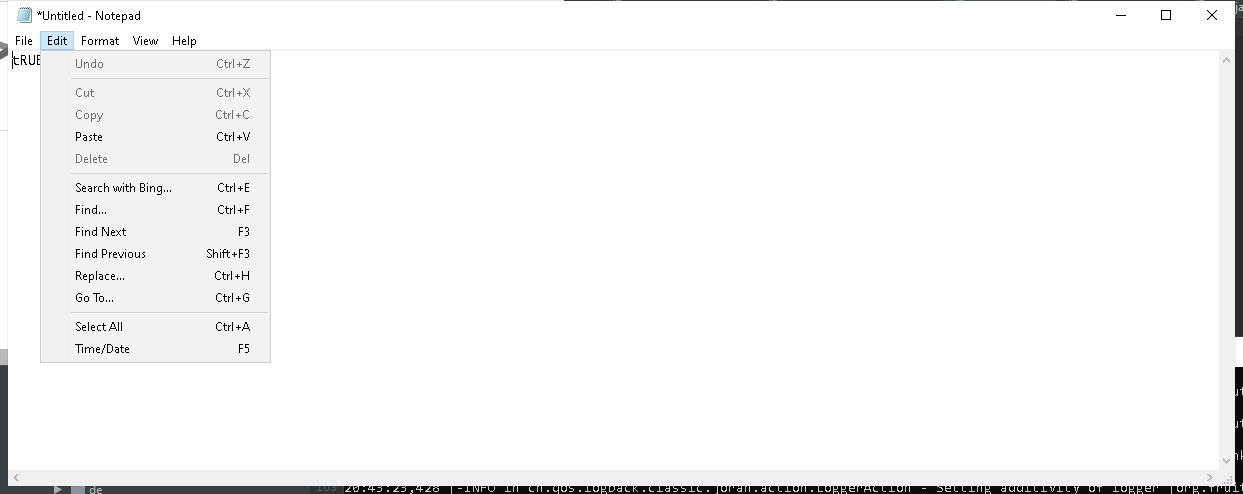 *Untitled - Notepad
File Edit Format View Help
tRUE
Undo Ctrl+Z
Cut Ctrl+X
Copy Ctrl+C
Paste Ctrl+V
Delete Del
Search with Bing... Ctrl+E
Find... Ctrl+F
Find Next F3
Find Previous Shift+F3
Replace... Ctrl+H
Go To... Ctrl+G
Select All Ctrl+A
Time/Date F5
de
20:43:23,428 |-INFO in ch.qos.logback.classic.joran.action.LoggerAction - Setting additivity of logger